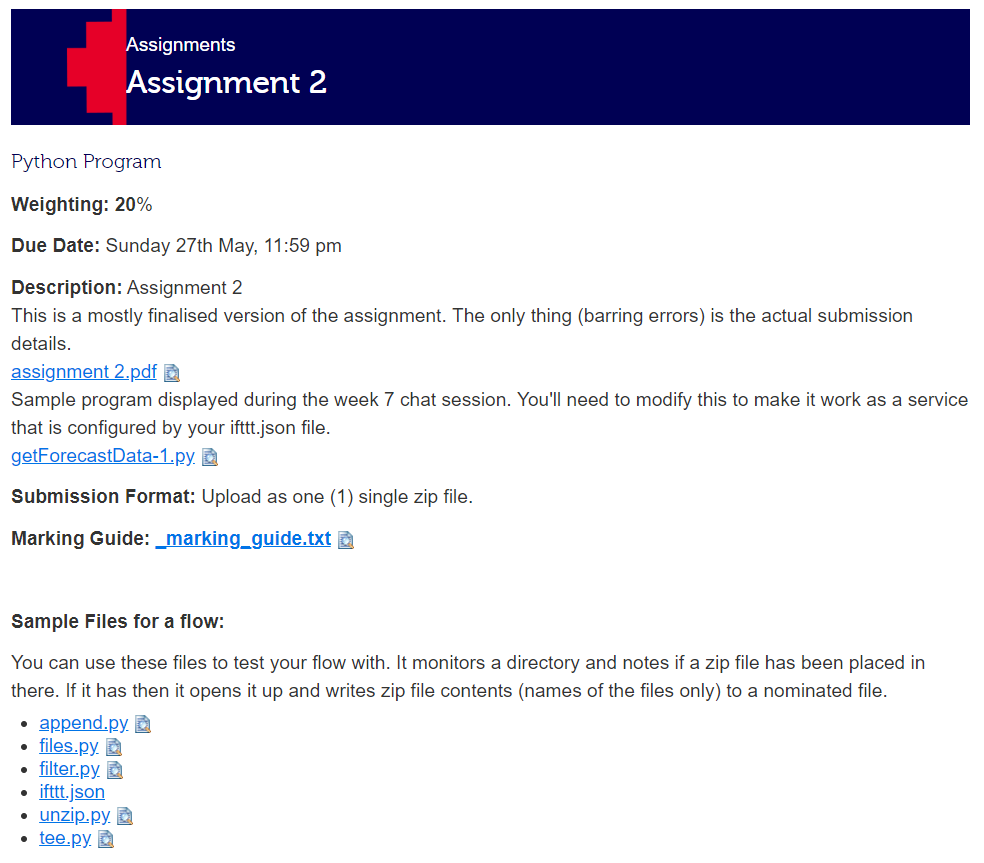 Assignments
Assignment 2
Python Program
Weighting: 20%
Due Date: Sunday 27th May, 11:59 pm
Description: Assignment 2
This is a mostly finalised version of the assignment. The only thing (barring errors) is the actual submission
details.
assignment 2.pdf
Sample program displayed during the week 7 chat session. You'll need to modify this to make it work as a service
that is configured by your ifttt.json file.
getForecastData-1.py
Submission Format: Upload as one (1) single zip file.
Marking Guide: _marking_guide.txt
Sample Files for a flow:
You can use these files to test your flow with. It monitors a directory and notes if a zip file has been placed in
there. If it has then it opens it up and writes zip file contents (names of the files only) to a nominated file.
• append.py
• files.py
• filter.py
• ifttt.json
• unzip.py
• tee.py